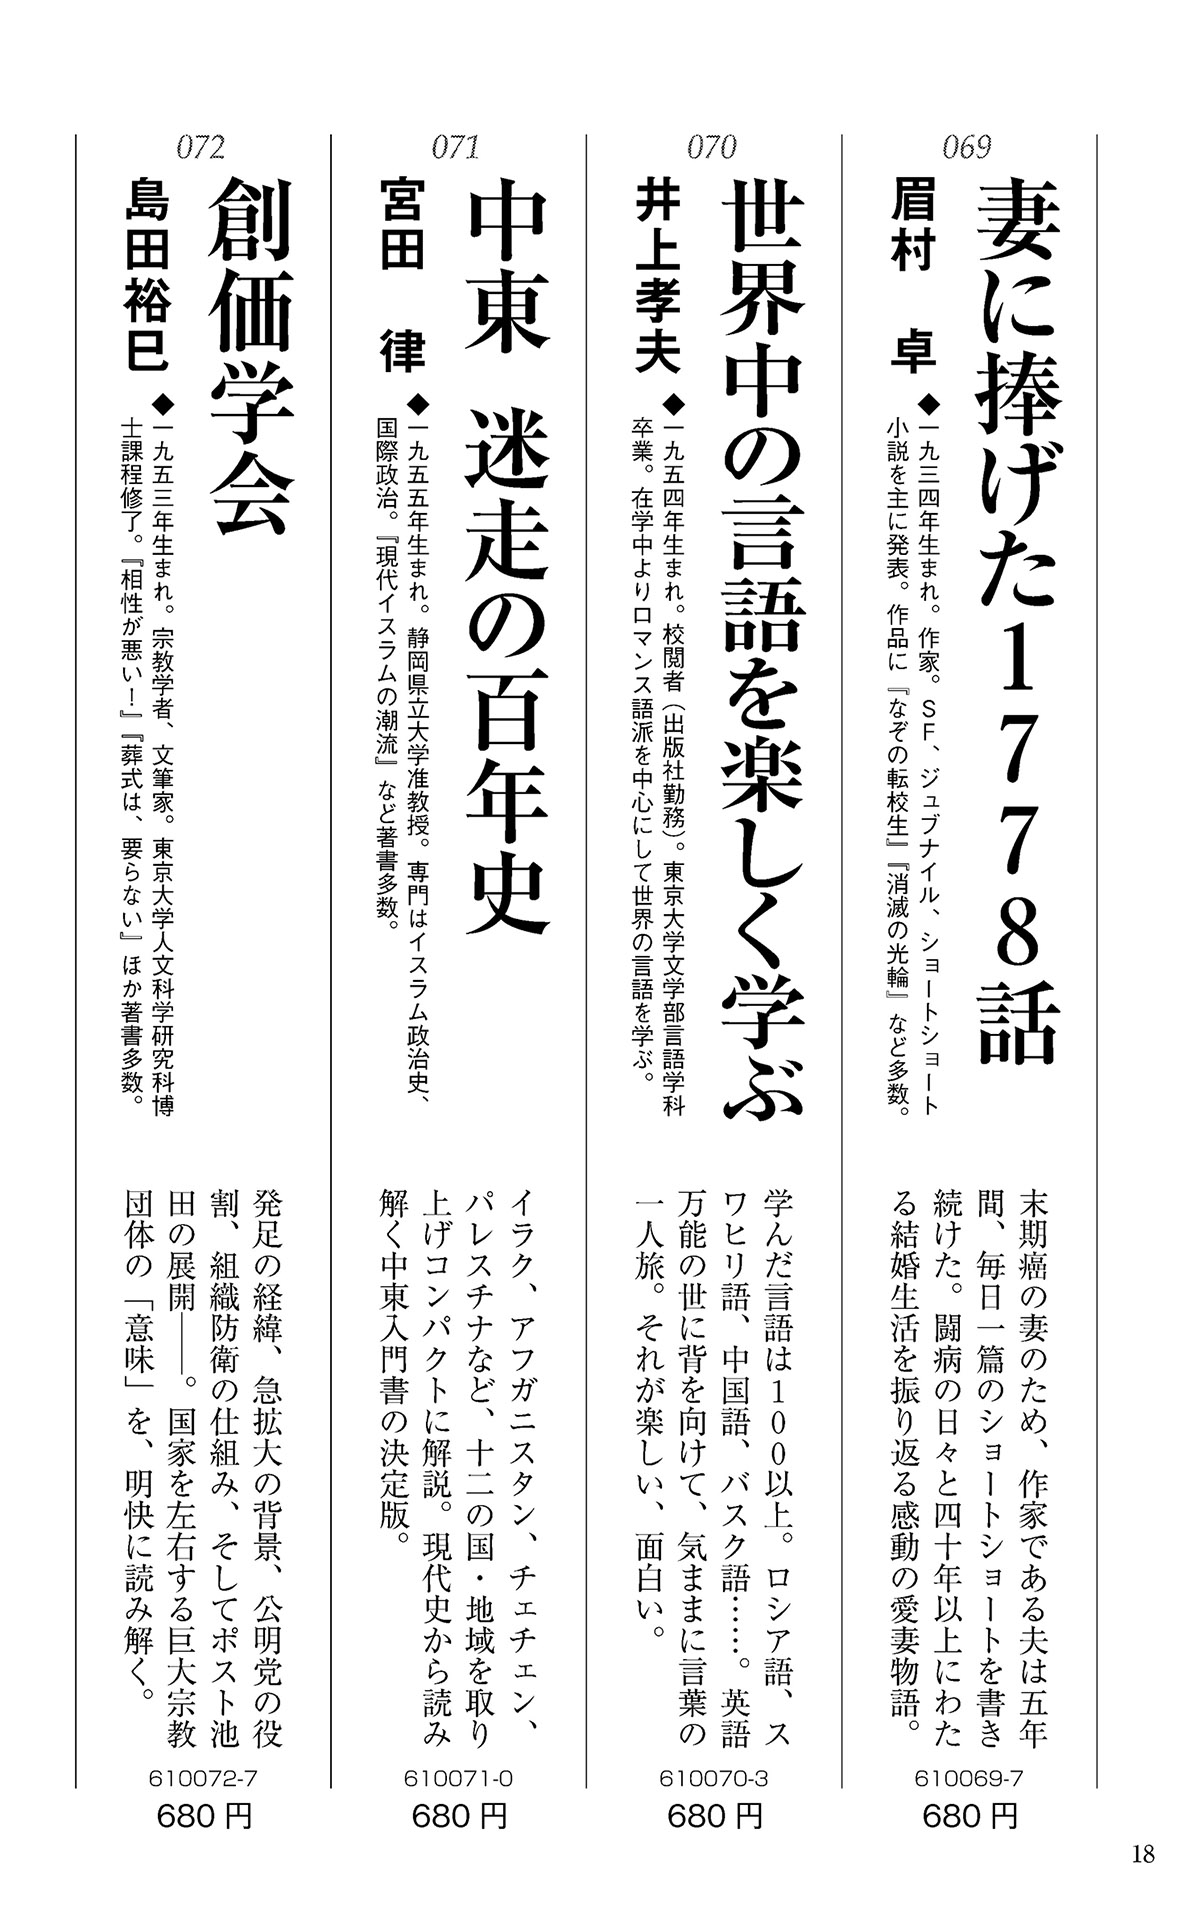 069
妻に捧げた1778話
眉村 卓
◆一九三四年生まれ。作家。SF、ジュブナイル、ショートショート
小説を主に発表。作品に『なぞの転校生』『消滅の光輪』など多数。
末期癌の妻のため、作家である夫は五年
間、毎日一篇のショートショートを書き
続けた。闘病の日々と四十年以上にわた
る結婚生活を振り返る感動の愛妻物語。
610069-7
680円
070
世界中の言語を楽しく学ぶ
井上孝夫
◆一九五四年生まれ。校閲者（出版社勤務）。東京大学文学部言語学科
卒業。在学中よりロマンス語派を中心にして世界の言語を学ぶ。
学んだ言語は100以上。ロシア語、ス
ワヒリ語、中国語、バスク語……。英語
万能の世に背を向けて、気ままに言葉の
一人旅。それが楽しい、面白い。
610070-3
680円
071
中東 迷走の百年史
宮田 律
◆一九五五年生まれ。静岡県立大学准教授。専門はイスラム政治史、
国際政治。『現代イスラムの潮流』など著書多数。
イラク、アフガニスタン、チェチェン、
パレスチナなど、十二の国・地域を取り
上げコンパクトに解説。現代史から読み
解く中東入門書の決定版。
610071-0
680円
072
創価学会
島田裕巳
◆一九五三年生まれ。宗教学者、文筆家。東京大学人文科学研究科博
士課程修了。『相性が悪い！』『葬式は、要らない』ほか著書多数。
発足の経緯、急拡大の背景、公明党の役
割、組織防衛の仕組み、そしてポスト池
田の展開――。国家を左右する巨大宗教
団体の「意味」を、明快に読み解く。
610072-7
680円
18